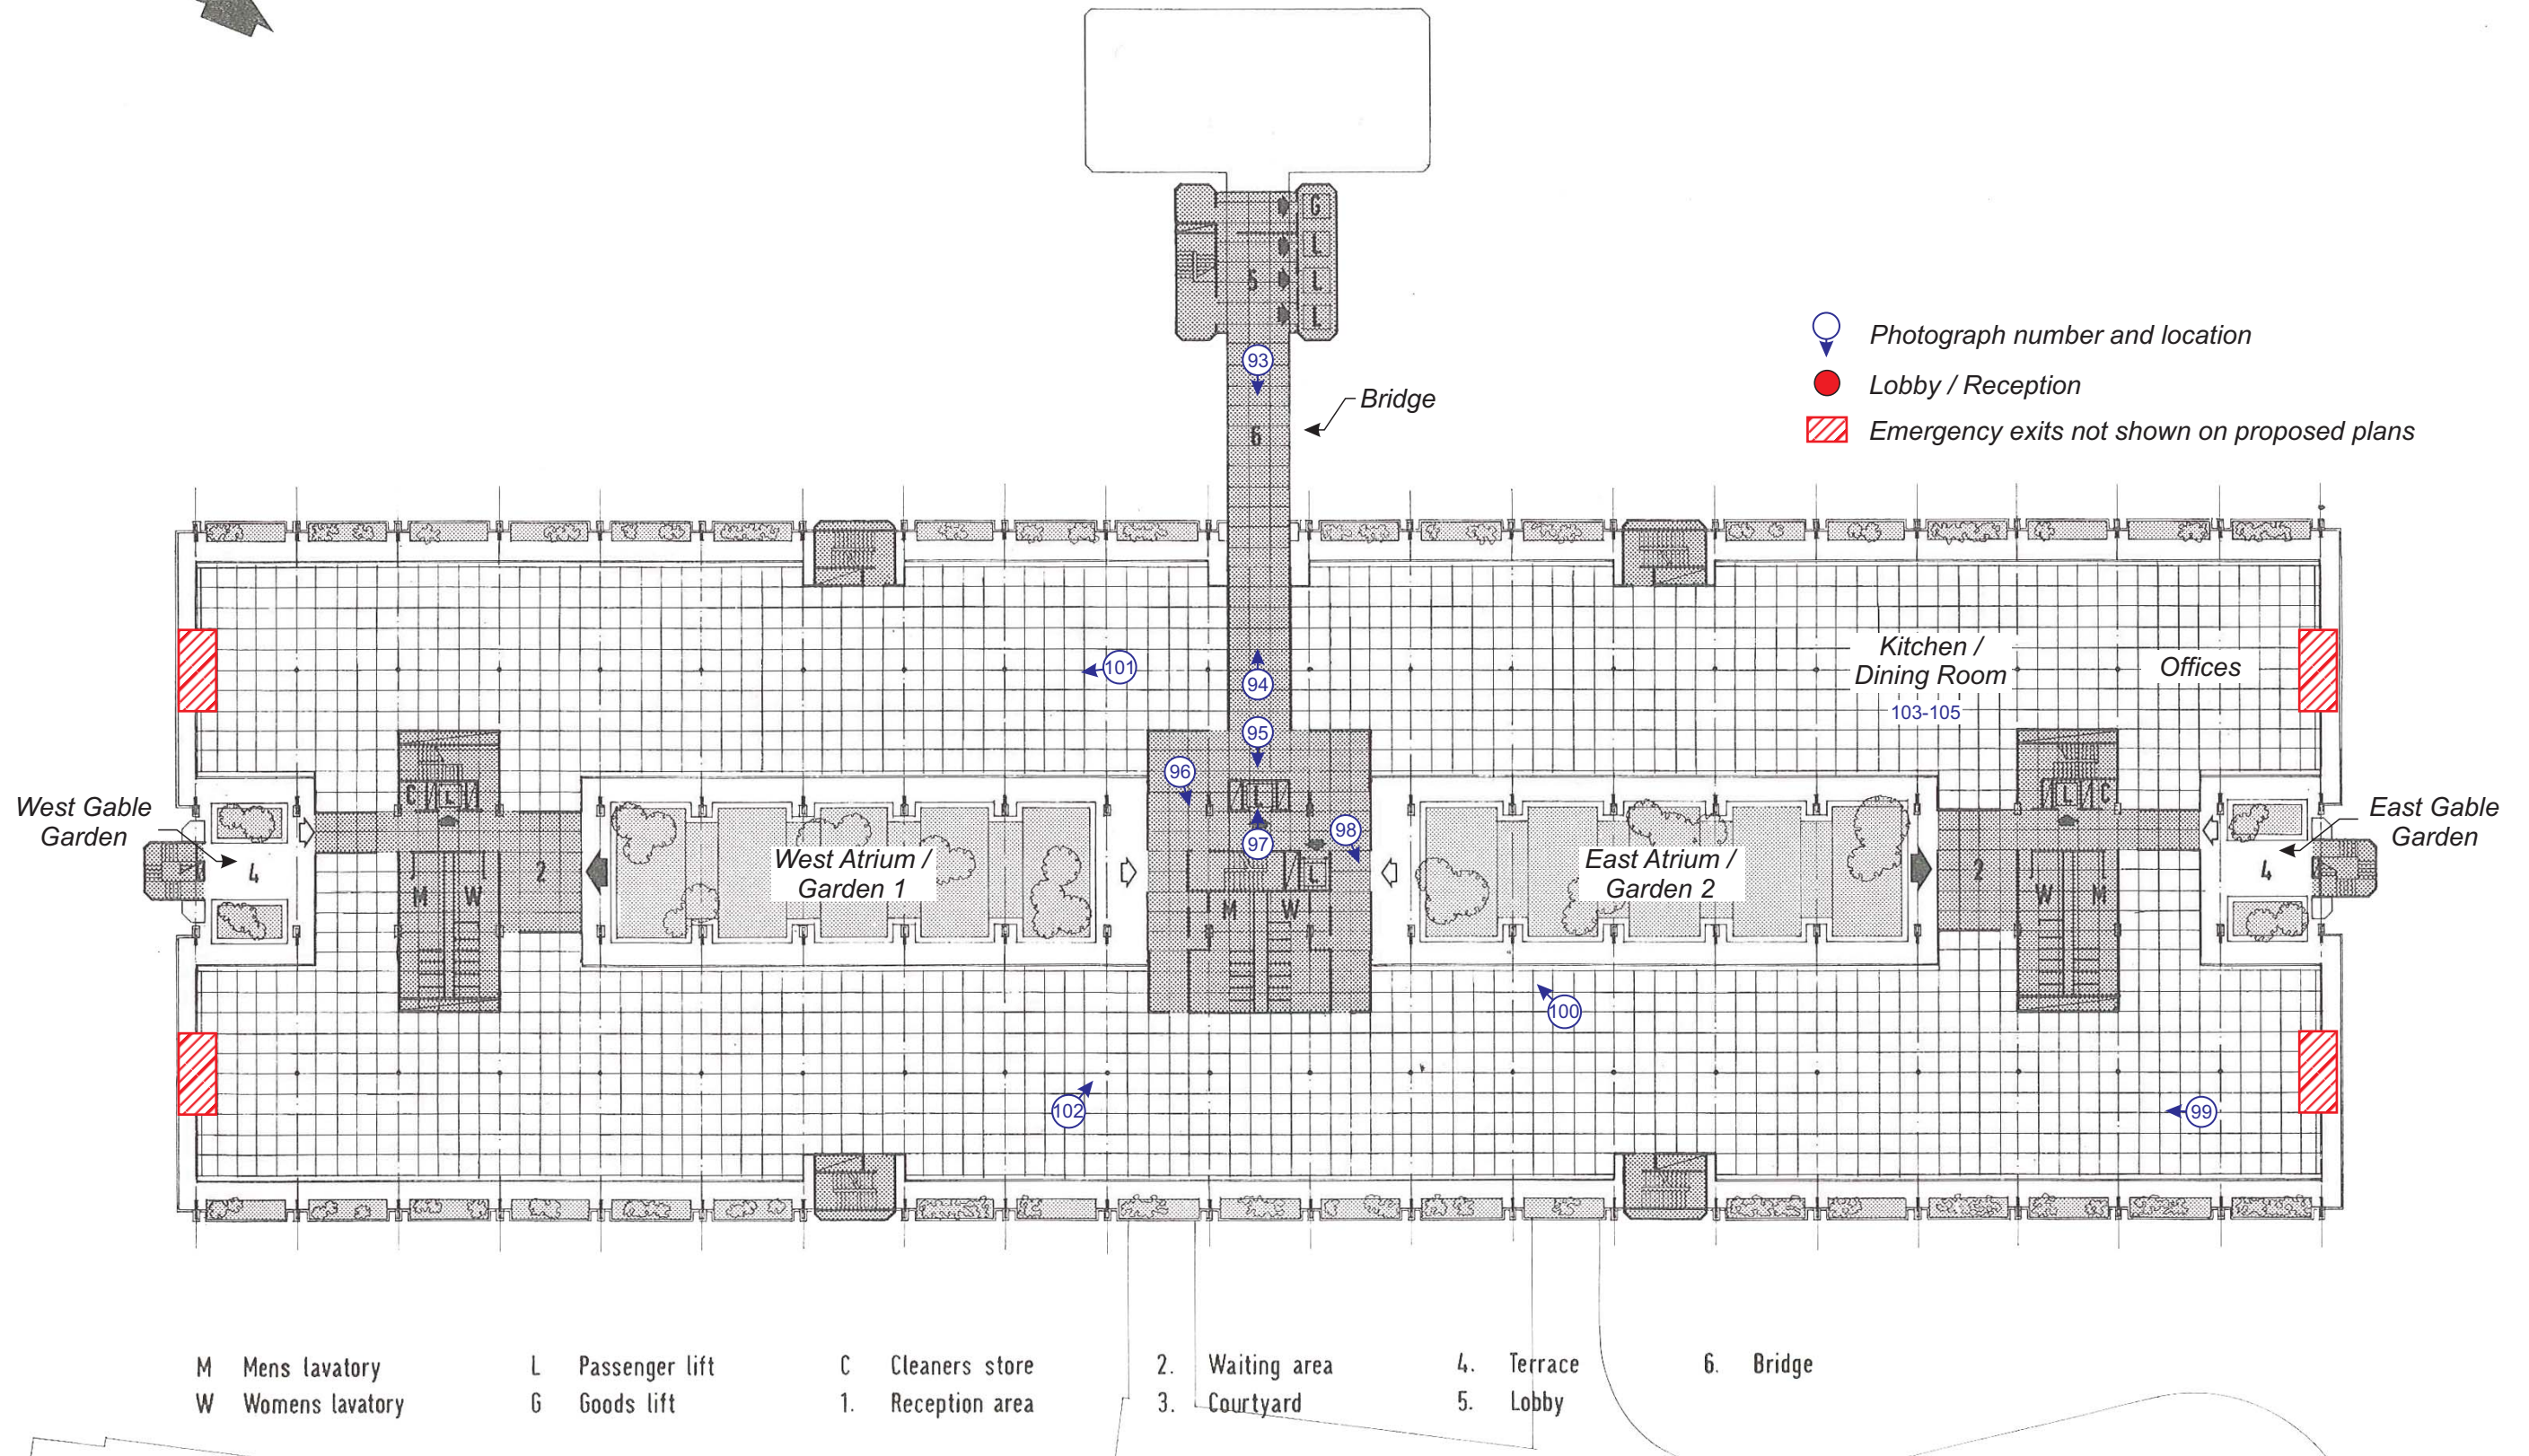 G
L
L
5
L
L
93
Photograph number and location
Lobby / Reception
Bridge
6
Emergency exits not shown on proposed plans
Kitchen /
Dining Room
103-105
Offices
101
94
95
96
C L
L
L C
West Gable
Garden
East Gable
Garden
97
98
4
2
West Atrium /
Garden 1
East Atrium /
Garden 2
L
2
4
M W
M W
W M
100
102
99
M Mens lavatory
L Passenger lift
C Cleaners store
2. Waiting area
4. Terrace
6. Bridge
W Womens lavatory
G Goods lift
1. Reception area
3. Courtyard
5. Lobby